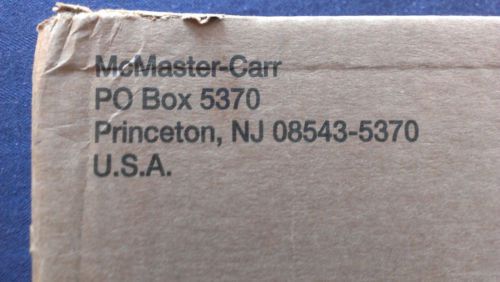 McMaster-Carr
PO Box 5370
Princeton, NJ 08543-5370
U.S.A.